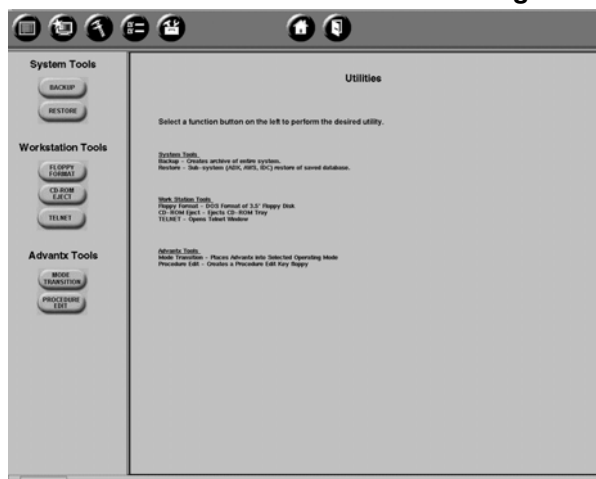 System Tools
BACKUP
RESTORE
Workstation Tools
FLOPPY
FORMAT
CD-ROM
EJECT
TELNET
Advantx Tools
MODE
TRANSITION
PROCEDURE
EDIT
Utilities
Select a function button on the left to perform the desired utility.
System Tools
Backup - Creates archive of entire system.
Restore - Sub-system (ADX, AWS, IDC) restore of saved database.
Work Station Tools
Floppy Format - DOS Format of 3.5" Floppy Disk
CD-ROM Eject - Ejects CD-ROM Tray
TELNET - Opens Telnet Window
Advantx Tools
Mode Transition - Places Advantx into Selected Operating Mode
Procedure Edit - Creates a Procedure Edit Key floppy